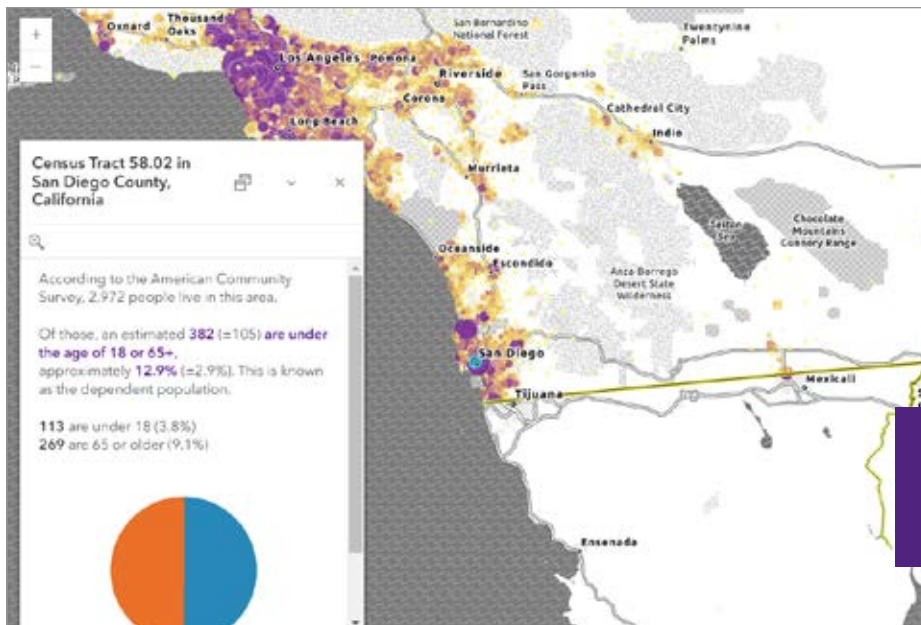 Oxnard
Thousand
Oaks
San Bernardino
National Forest
Twentynine
Palms
Los Angeles
Pomona
Riverside
San Gorgonio
Pass
Corona
Cathedral City
Long Beach
Indio
Census Tract 58.02 in
San Diego County,
California
Murrieta
Salton
Sea
Chocolate
Mountains
Gunnery Range
Oceanside
Escondido
Anza Borrego
Desert State
Wilderness
According to the American Community
Survey, 2,972 people live in this area.
Of those, an estimated 382 (±105) are under
the age of 18 or 65+,
approximately 12.9% (±2.9%). This is known
as the dependent population.
San Diego
Mexicali
Tijuana
113 are under 18 (3.8%)
269 are 65 or older (9.1%)
Ensenada